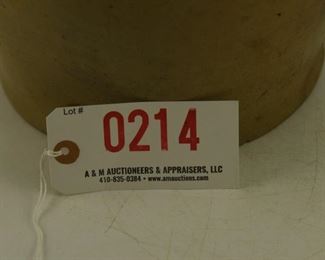 Lot #
0214
A & M AUCTIONEERS & APPRAISERS, LLC
410-835-0384 • www.amauctions.com